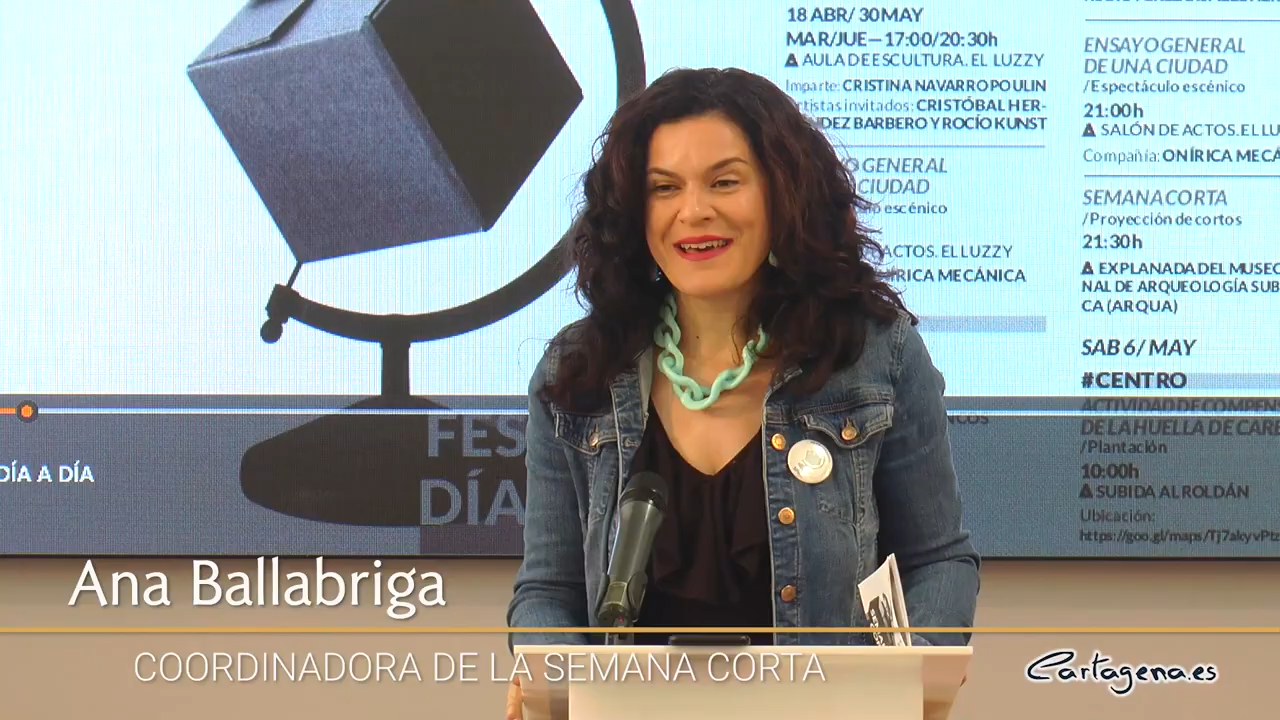 18 ABR/ 30 MAY
MAR/JUE—17:00/20:30h
AULA DE ESCULTURA. EL LUZZY
Imparte: CRISTINA NAVARRO POULIN
invitados: CRISTÓBAL HER-
BARBERO Y ROCÍO KUNST
GENERAL
CIUDAD
escénico
ACTOS. EL LUZZY
MECÁNICA
ENSAYO GENERAL
DE UNA CIUDAD
/Espectáculo escénico
21:00h
SALÓN DE ACTOS. EL LU
Compañía: ONÍRICA MECÁ
SEMANA CORTA
/Proyección de cortos
21:30h
EXPLANADA DEL MUSEO
NAL DE ARQUEOLOGÍA SUB
CA (ARQUA)
SAB 6/ MAY
#CENTRO
ACTIVIDAD DE COMPEN
DE LA HUELLA DE CARB
/Plantación
10:00h
SUBIDA AL ROLDÁN
Ubicación:
FES
DÍA
DÍA A DÍA
Ana Ballabriga
COORDINADORA DE LA SEMANA CORTA
Cartagena.es